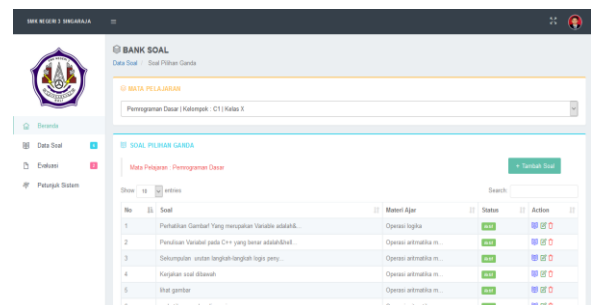 SMK NEGERI 3 SINGARAJA
BANK SOAL
Data Soal / Soal Pilihan Ganda
MATA PELAJARAN
Pemrograman Dasar | Kelompok : C1 | Kelas X
Beranda
Data Soal
Evaluasi
Petunjuk Sistem
SOAL PILIHAN GANDA
Mata Pelajaran : Pemrograman Dasar
+ Tambah Soal
Show 10 entries
Search:
No Soal Materi Ajar Status Action
1 Perhatikan Gambar! Yang merupakan Variable adalah&... Operasi logika
2 Penulisan Variabel pada C++ yang benar adalah&hell... Operasi aritmatika m...
3 Sekumpulan urutan langkah-langkah logis peny... Operasi aritmatika m...
4 Kerjakan soal dibawah Operasi aritmatika m...
5 lihat gambar Operasi aritmatika m...